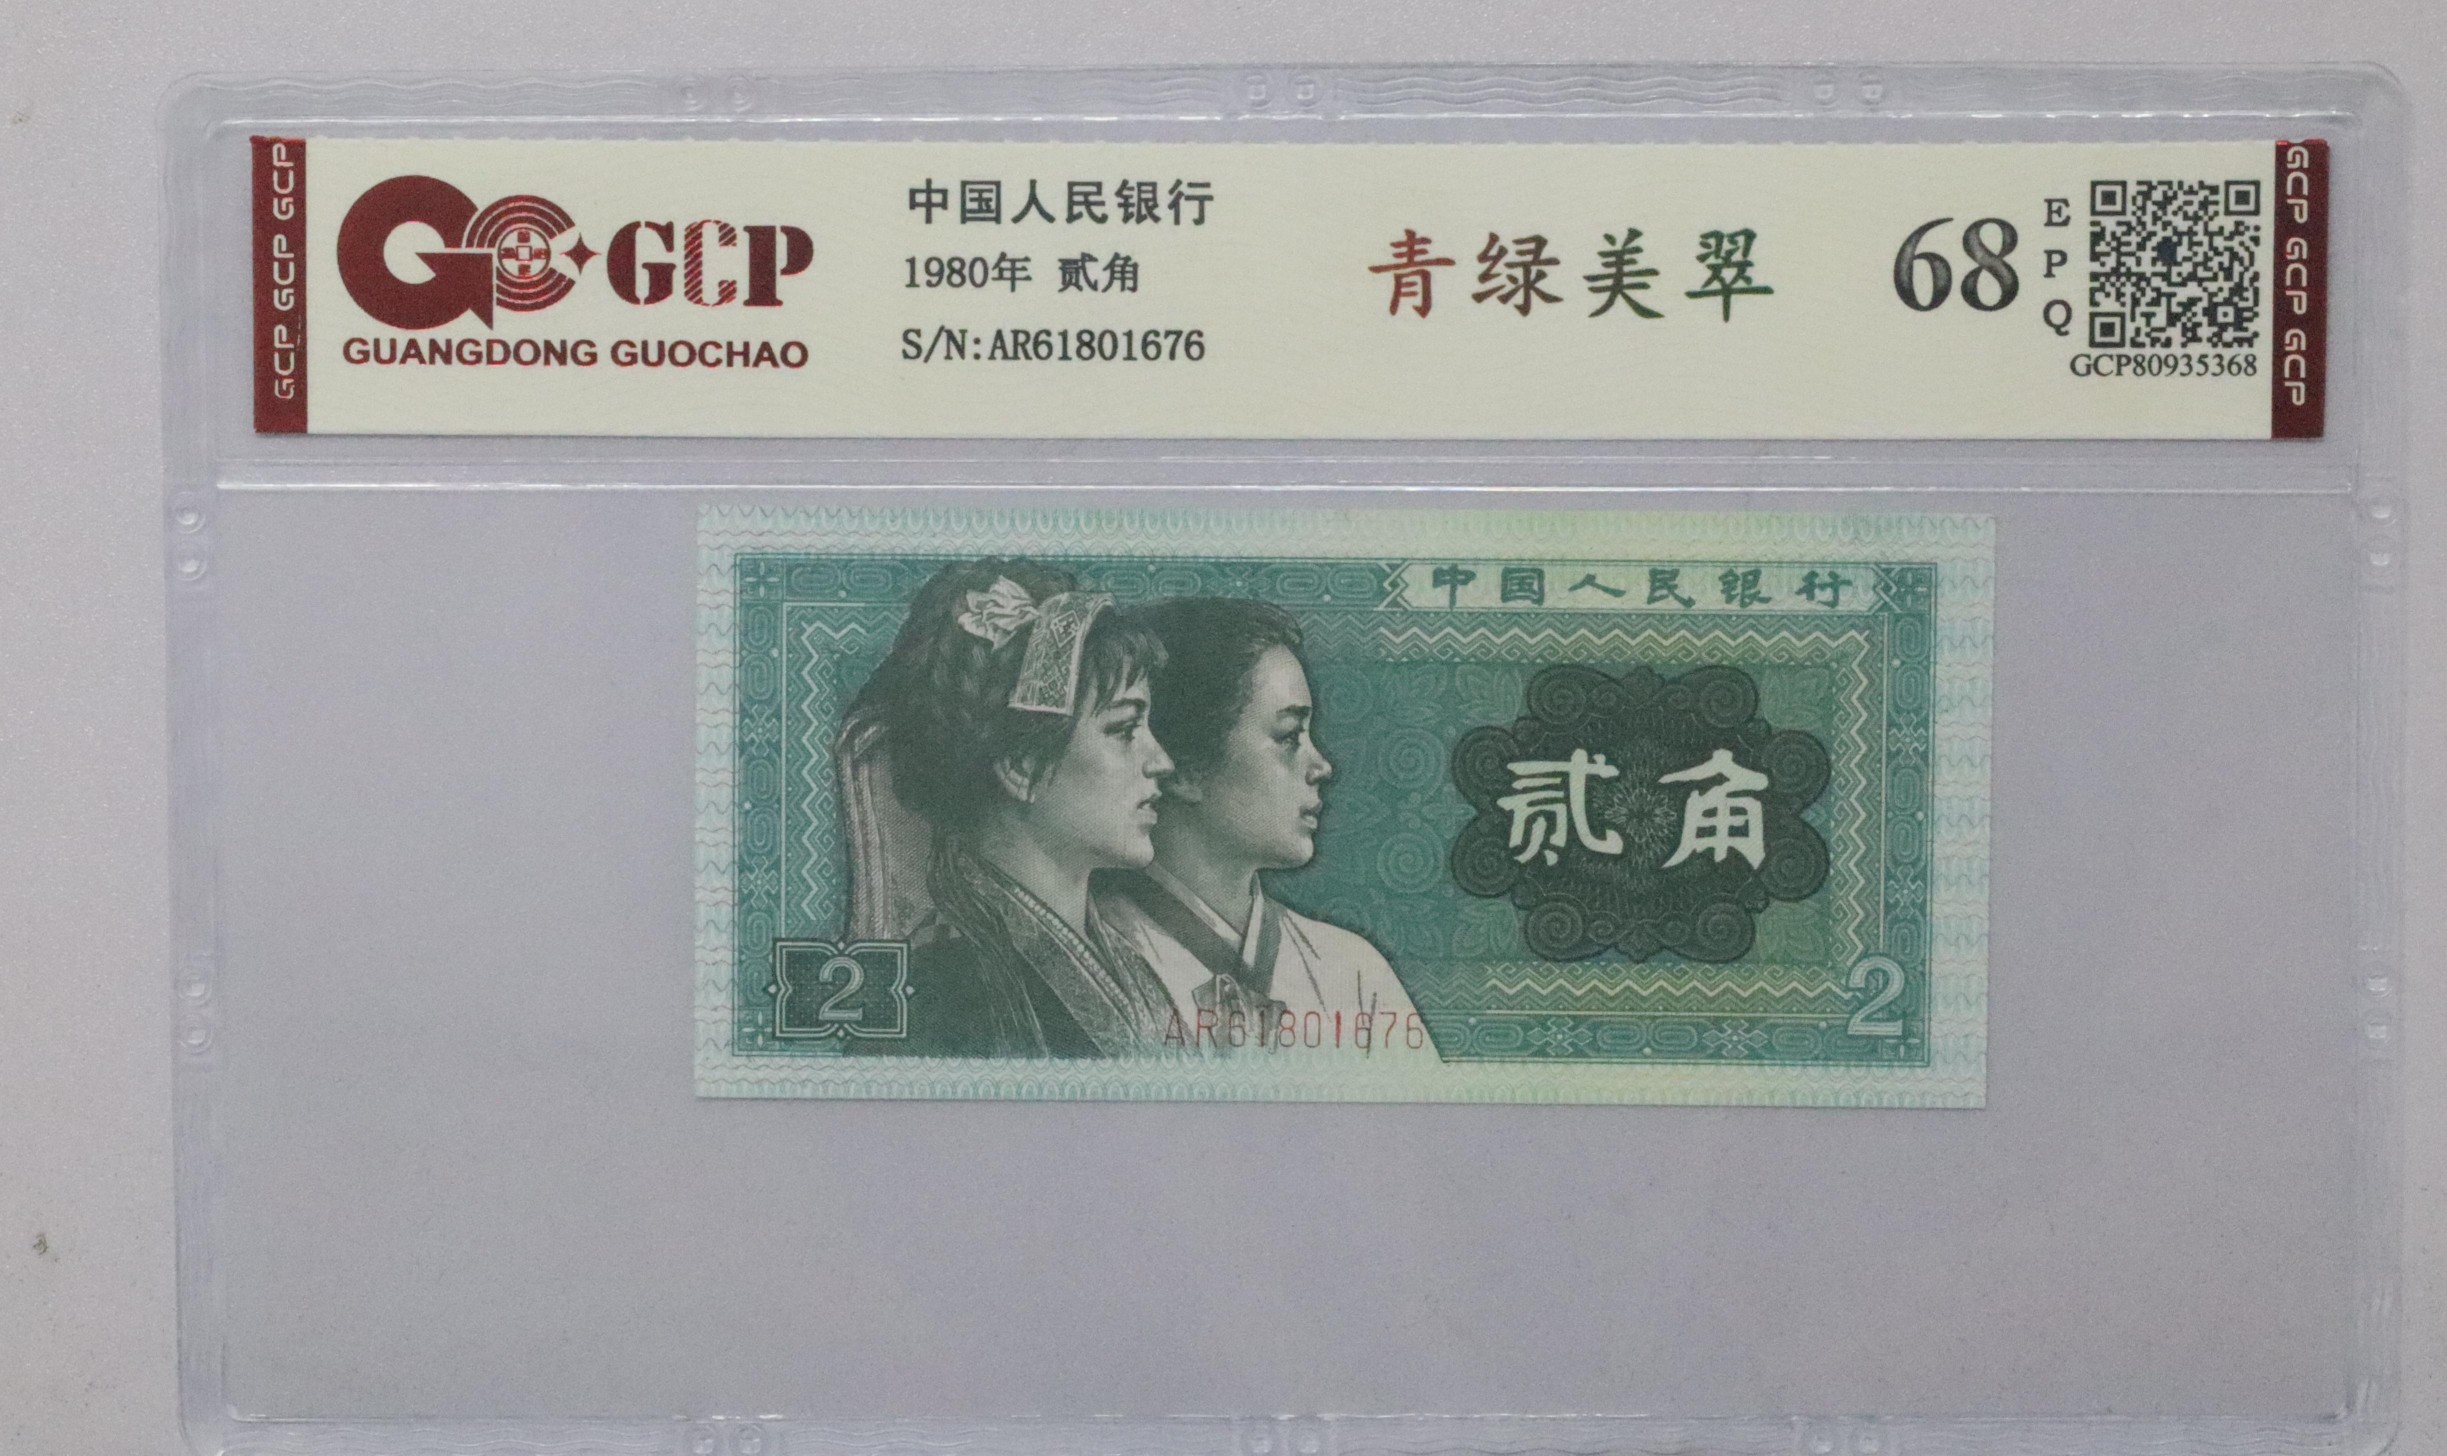 GCP GCP GCP
GCP
GUANGDONG GUOCHAO
中国人民银行
1980年 贰角
S/N:AR61801676
青绿美翠
68
E
P
Q
GCP80935368
GCP GCP GCP
中国人民银行
贰角
2
2
AR61801676